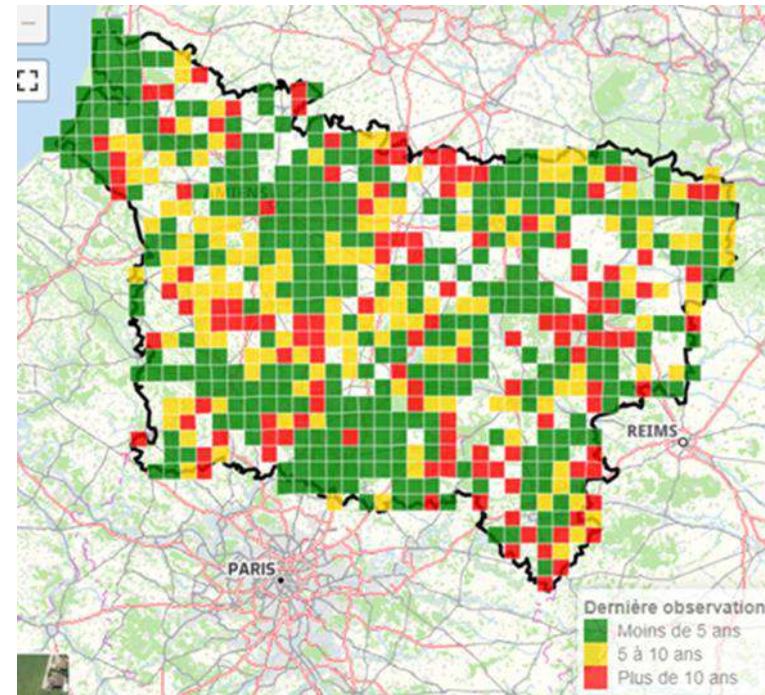 AMIENS
REIMS
PARIS
Dernière observation
Moins de 5 ans
5 à 10 ans
Plus de 10 ans